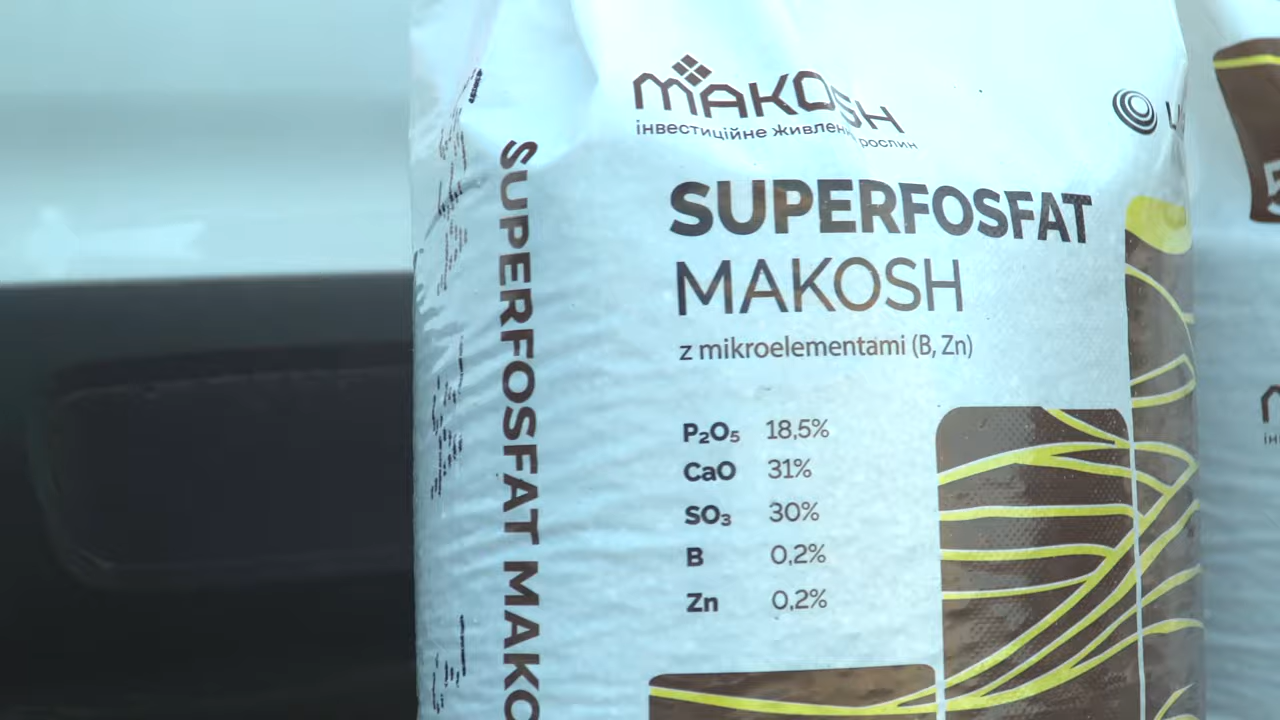 MAKOSH
інвестиційне живлення рослин
SUPERFOSFAT
MAKOSH
z mikroelementami (B, Zn)
P₂O₅ 18,5%
CaO 31%
SO₃ 30%
B 0,2%
Zn 0,2%
SUPERFOSFAT MAKO